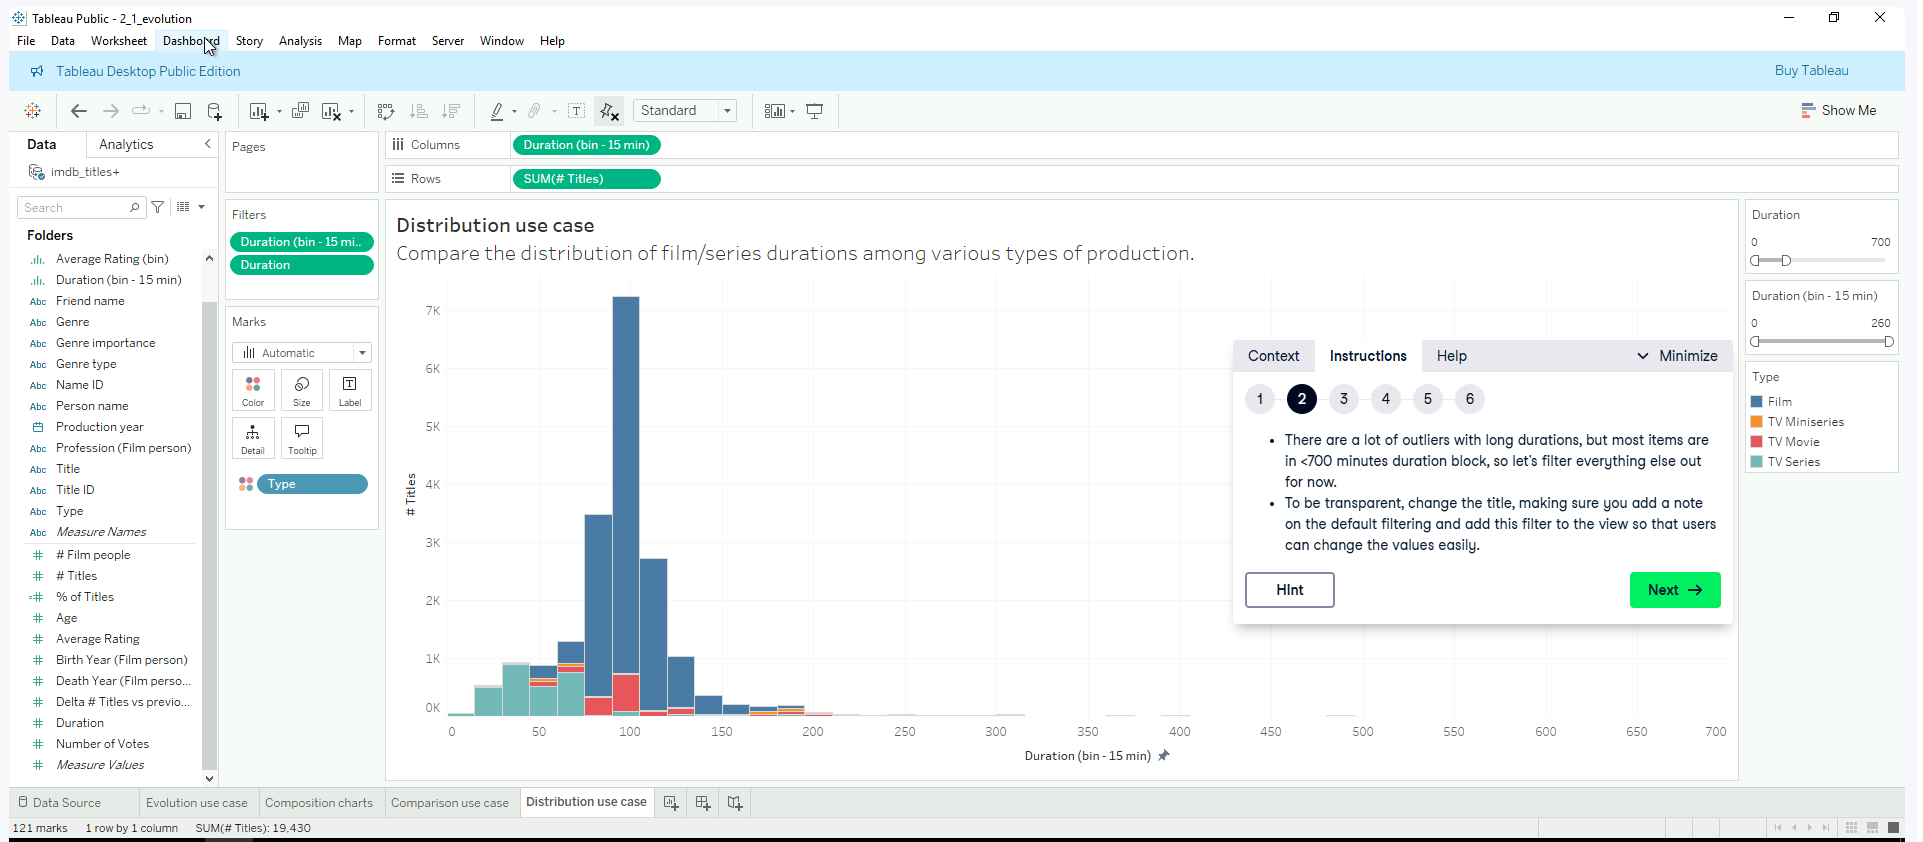 Tableau Public - 2_1_evolution
File Data Worksheet Dashboard Story Analysis Map Format Server Window Help
Tableau Desktop Public Edition
Buy Tableau
Standard
Show Me
Data
Analytics
imdb_titles+
Search
Folders
Average Rating (bin)
Duration (bin - 15 min)
Abc Friend name
Abc Genre
Abc Genre importance
Abc Genre type
Abc Name ID
Abc Person name
Production year
Abc Profession (Film person)
Abc Title
Abc Title ID
Abc Type
Abc Measure Names
# Film people
# Titles
% of Titles
Age
Average Rating
Birth Year (Film person)
Death Year (Film perso...
Delta # Titles vs previo...
Duration
Number of Votes
Measure Values
Pages
Filters
Duration (bin - 15 mi..
Duration
Marks
Automatic
Color
Size
Label
Detail
Tooltip
Type
Columns
Duration (bin - 15 min)
Rows
SUM(# Titles)
Distribution use case
Compare the distribution of film/series durations among various types of production.
# Titles
7K
6K
5K
4K
3K
2K
1K
0K
0 50 100 150 200 250 300 350 400 450 500 550 600 650 700
Duration (bin - 15 min)
Context
Instructions
Help
Minimize
1 2 3 4 5 6
• There are a lot of outliers with long durations, but most items are
in <700 minutes duration block, so let's filter everything else out
for now.
• To be transparent, change the title, making sure you add a note
on the default filtering and add this filter to the view so that users
can change the values easily.
HInt
Next →
Duration
0 700
Duration (bin - 15 min)
0 260
Type
Film
TV Miniseries
TV Movie
TV Series
Data Source
Evolution use case
Composition charts
Comparison use case
Distribution use case
121 marks 1 row by 1 column SUM(# Titles): 19,430